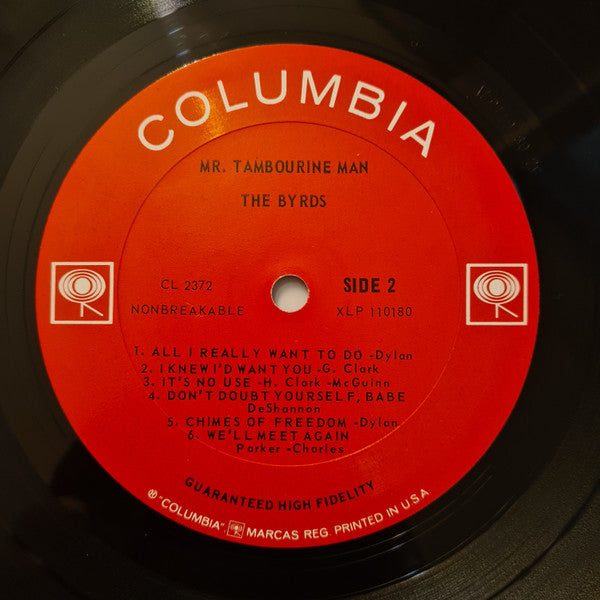 COLUMBIA
MR. TAMBOURINE MAN
THE BYRDS
CL 2372
SIDE 2
NONBREAKABLE
XLP 110180
1. ALL I REALLY WANT TO DO -Dylan
2. I KNEW I'D WANT YOU -G. Clark
3. IT'S NO USE -H. Clark -McGuinn
4. DON'T DOUBT YOURSELF, BABE
DeShannon
5. CHIMES OF FREEDOM -Dylan
6. WE'LL MEET AGAIN
Parker -Charles
GUARANTEED HIGH FIDELITY
® "COLUMBIA" MARCAS REG. PRINTED IN U.S.A.